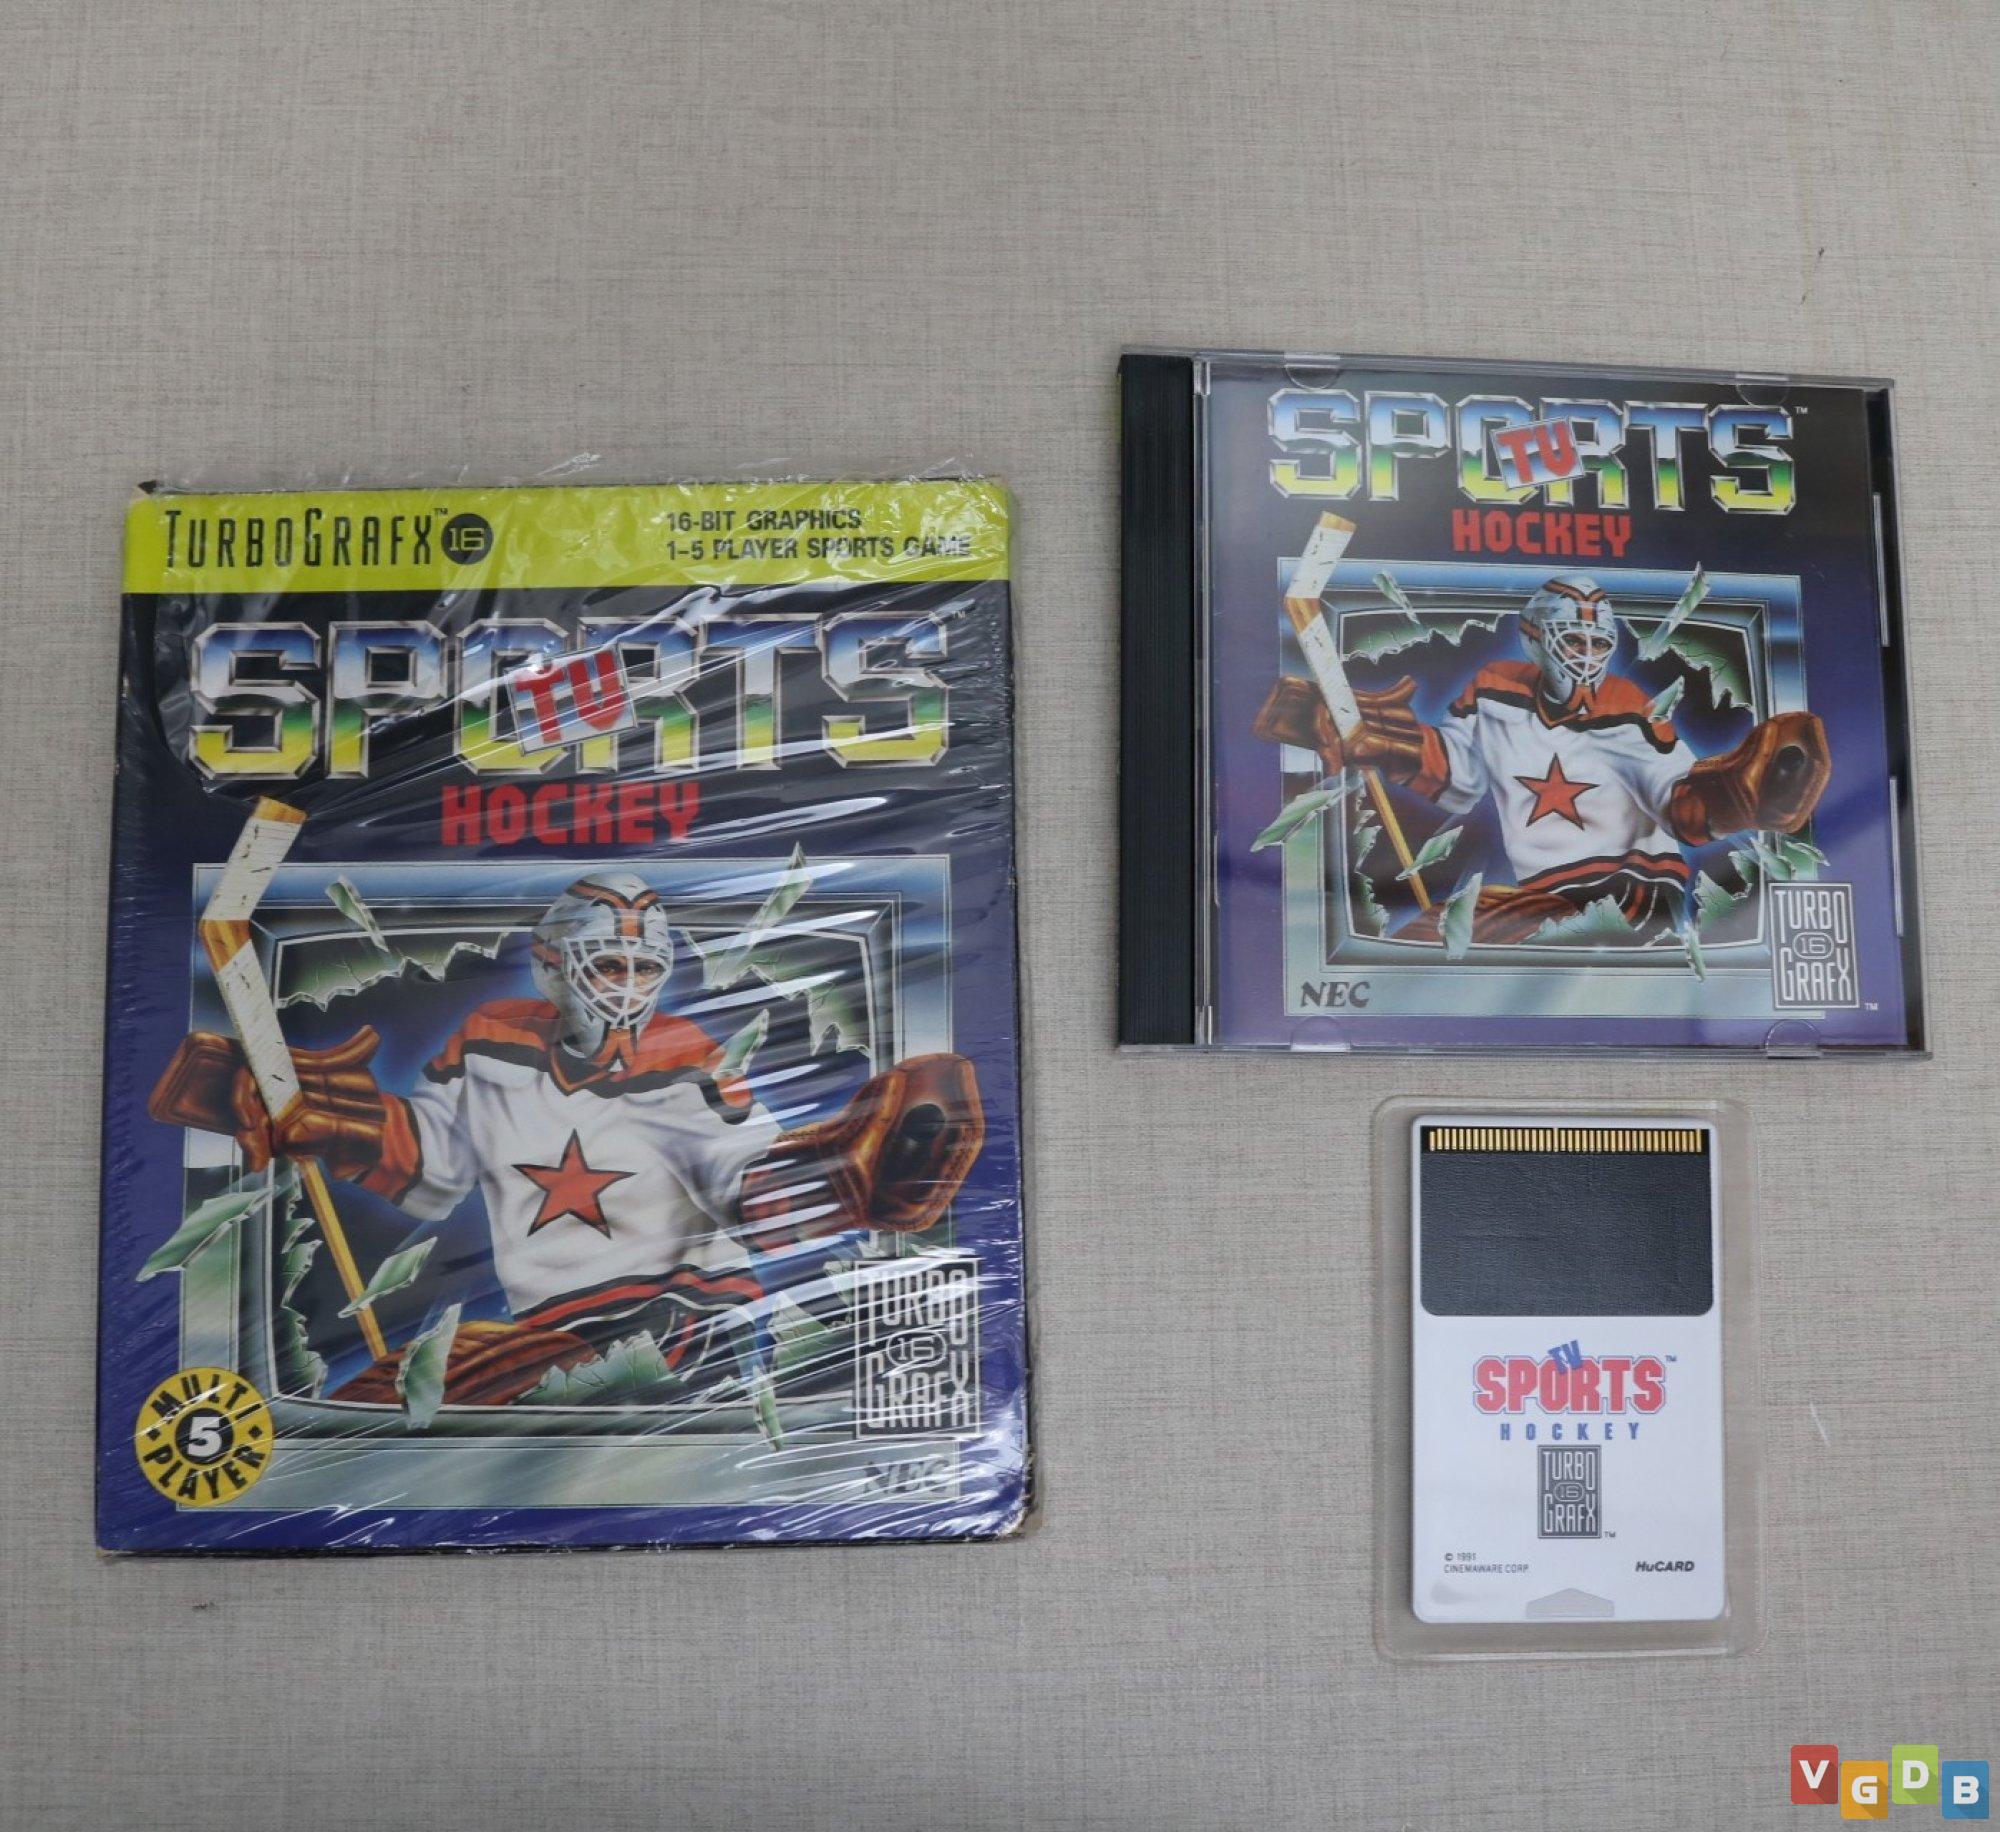 TURBOGRAFX™ 16
16-BIT GRAPHICS
1-5 PLAYER SPORTS GAME
SPORTS™
TV
HOCKEY
MULTI
5
PLAYER
TURBO
16
GRAFX
NEC
SPORTS™
TV
HOCKEY
NEC
TURBO
16
GRAFX™
TV
SPORTS™
HOCKEY
TURBO
16
GRAFX™
© 1991
CINEMAWARE CORP.
HuCARD
VGDB